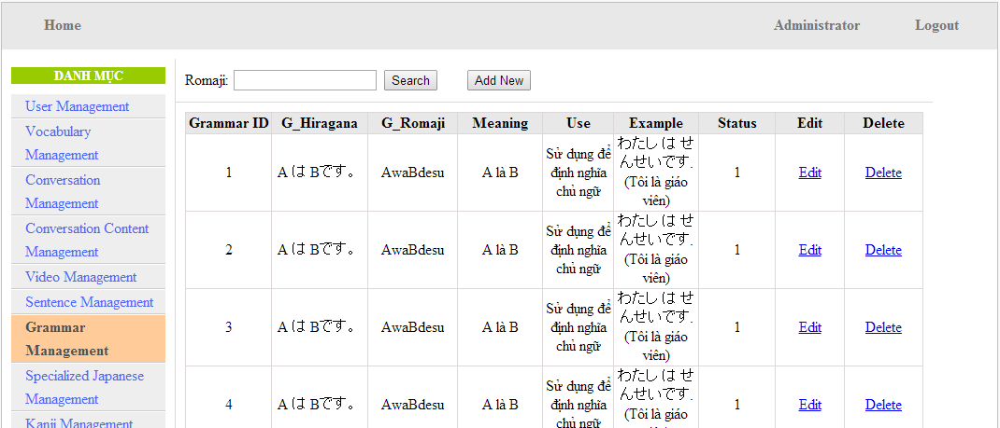 Home Administrator Logout
DANH MỤC
User Management
Vocabulary
Management
Conversation
Management
Conversation Content
Management
Video Management
Sentence Management
Grammar
Management
Specialized Japanese
Management
Kanji Management
Romaji: Search Add New
Grammar ID G_Hiragana G_Romaji Meaning Use Example Status Edit Delete
1 A は Bです。 AwaBdesu A là B Sử dụng để
định nghĩa
chủ ngữ わたし は せ
んせいです.
(Tôi là giáo
viên) 1 Edit Delete
2 A は Bです。 AwaBdesu A là B Sử dụng để
định nghĩa
chủ ngữ わたし は せ
んせいです.
(Tôi là giáo
viên) 1 Edit Delete
3 A は Bです。 AwaBdesu A là B Sử dụng để
định nghĩa
chủ ngữ わたし は せ
んせいです.
(Tôi là giáo
viên) 1 Edit Delete
4 A は Bです。 AwaBdesu A là B Sử dụng để
định nghĩa
chủ ngữ わたし は せ
んせいです.
(Tôi là giáo
viên) 1 Edit Delete